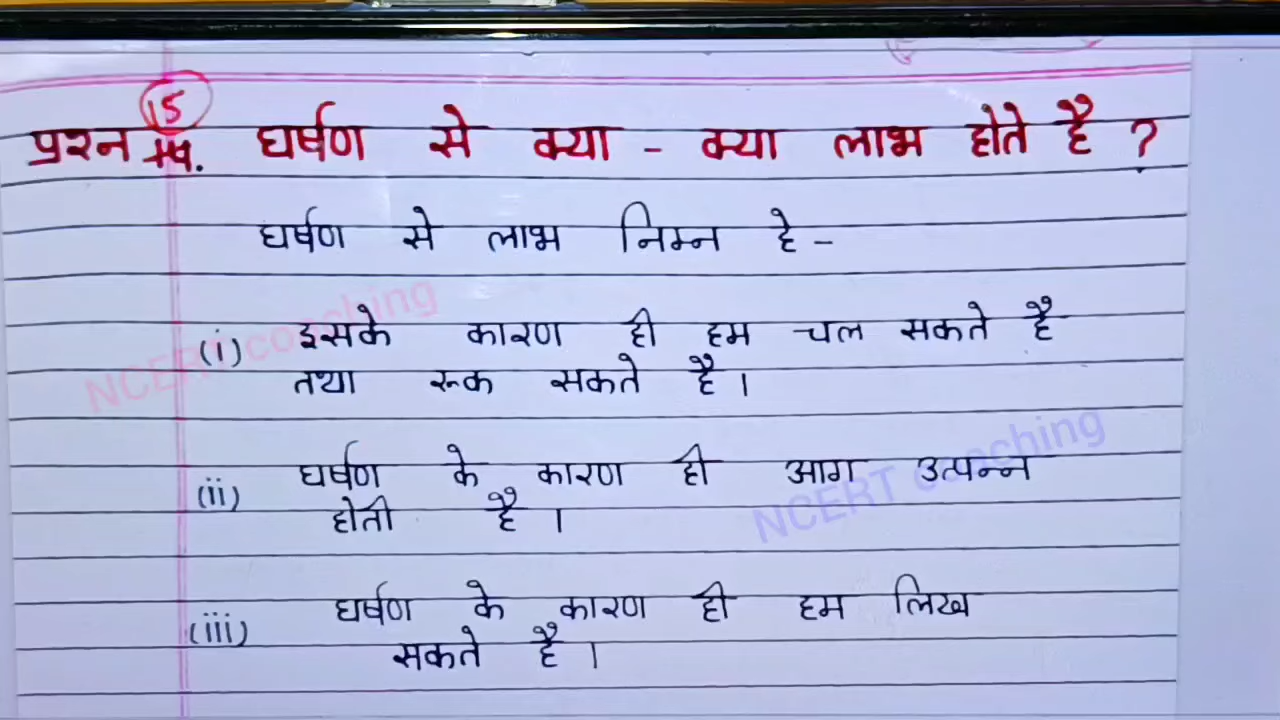 15
प्रश्न 14. घर्षण से क्या - क्या लाभ होते है ?
घर्षण से लाभ निम्न है -
(i) इसके कारण ही हम चल सकते है
तथा रूक सकते है ।
(ii) घर्षण के कारण ही आग उत्पन्न
होती है ।
(iii) घर्षण के कारण ही हम लिख
सकते है ।
NCERT coaching
NCERT coaching